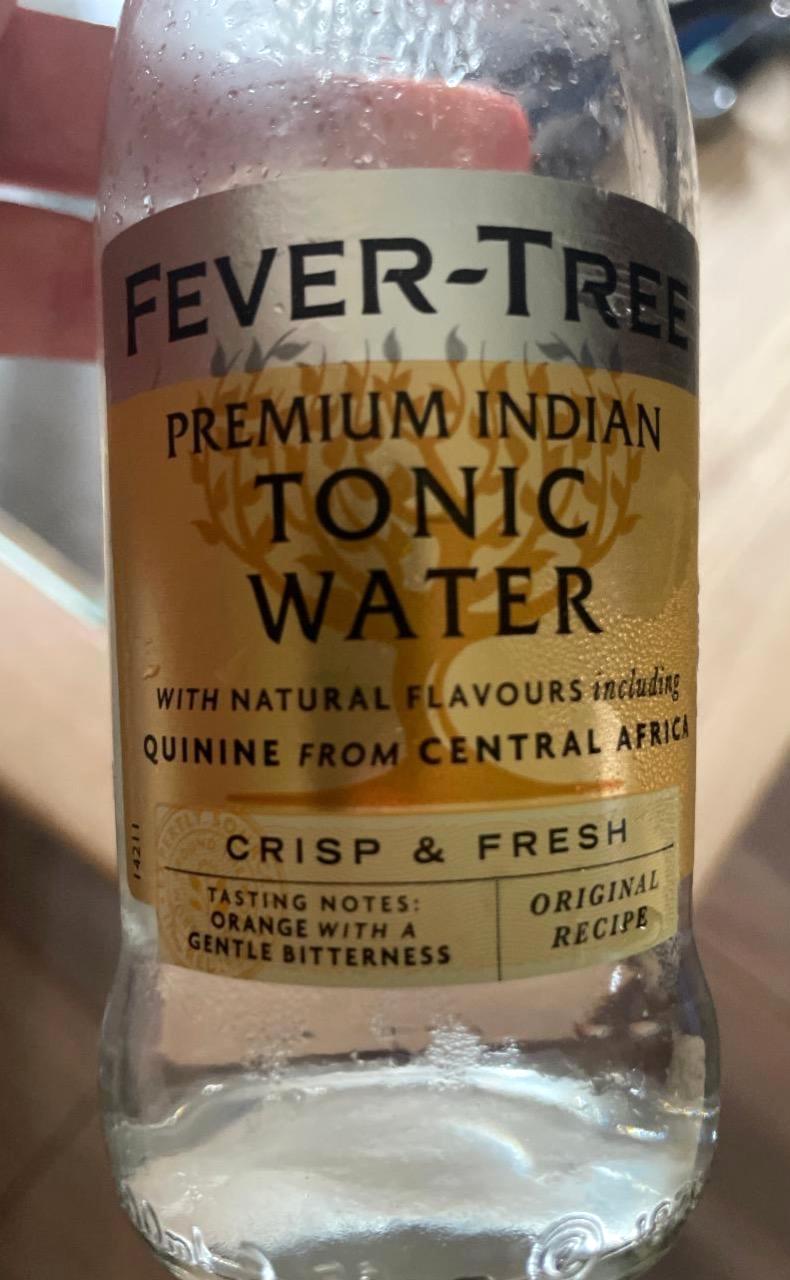 FEVER-TREE
PREMIUM INDIAN
TONIC
WATER
WITH NATURAL FLAVOURS including
QUININE FROM CENTRAL AFRICA
14211
CRISP & FRESH
TASTING NOTES:
ORANGE WITH A
GENTLE BITTERNESS
ORIGINAL
RECIPE